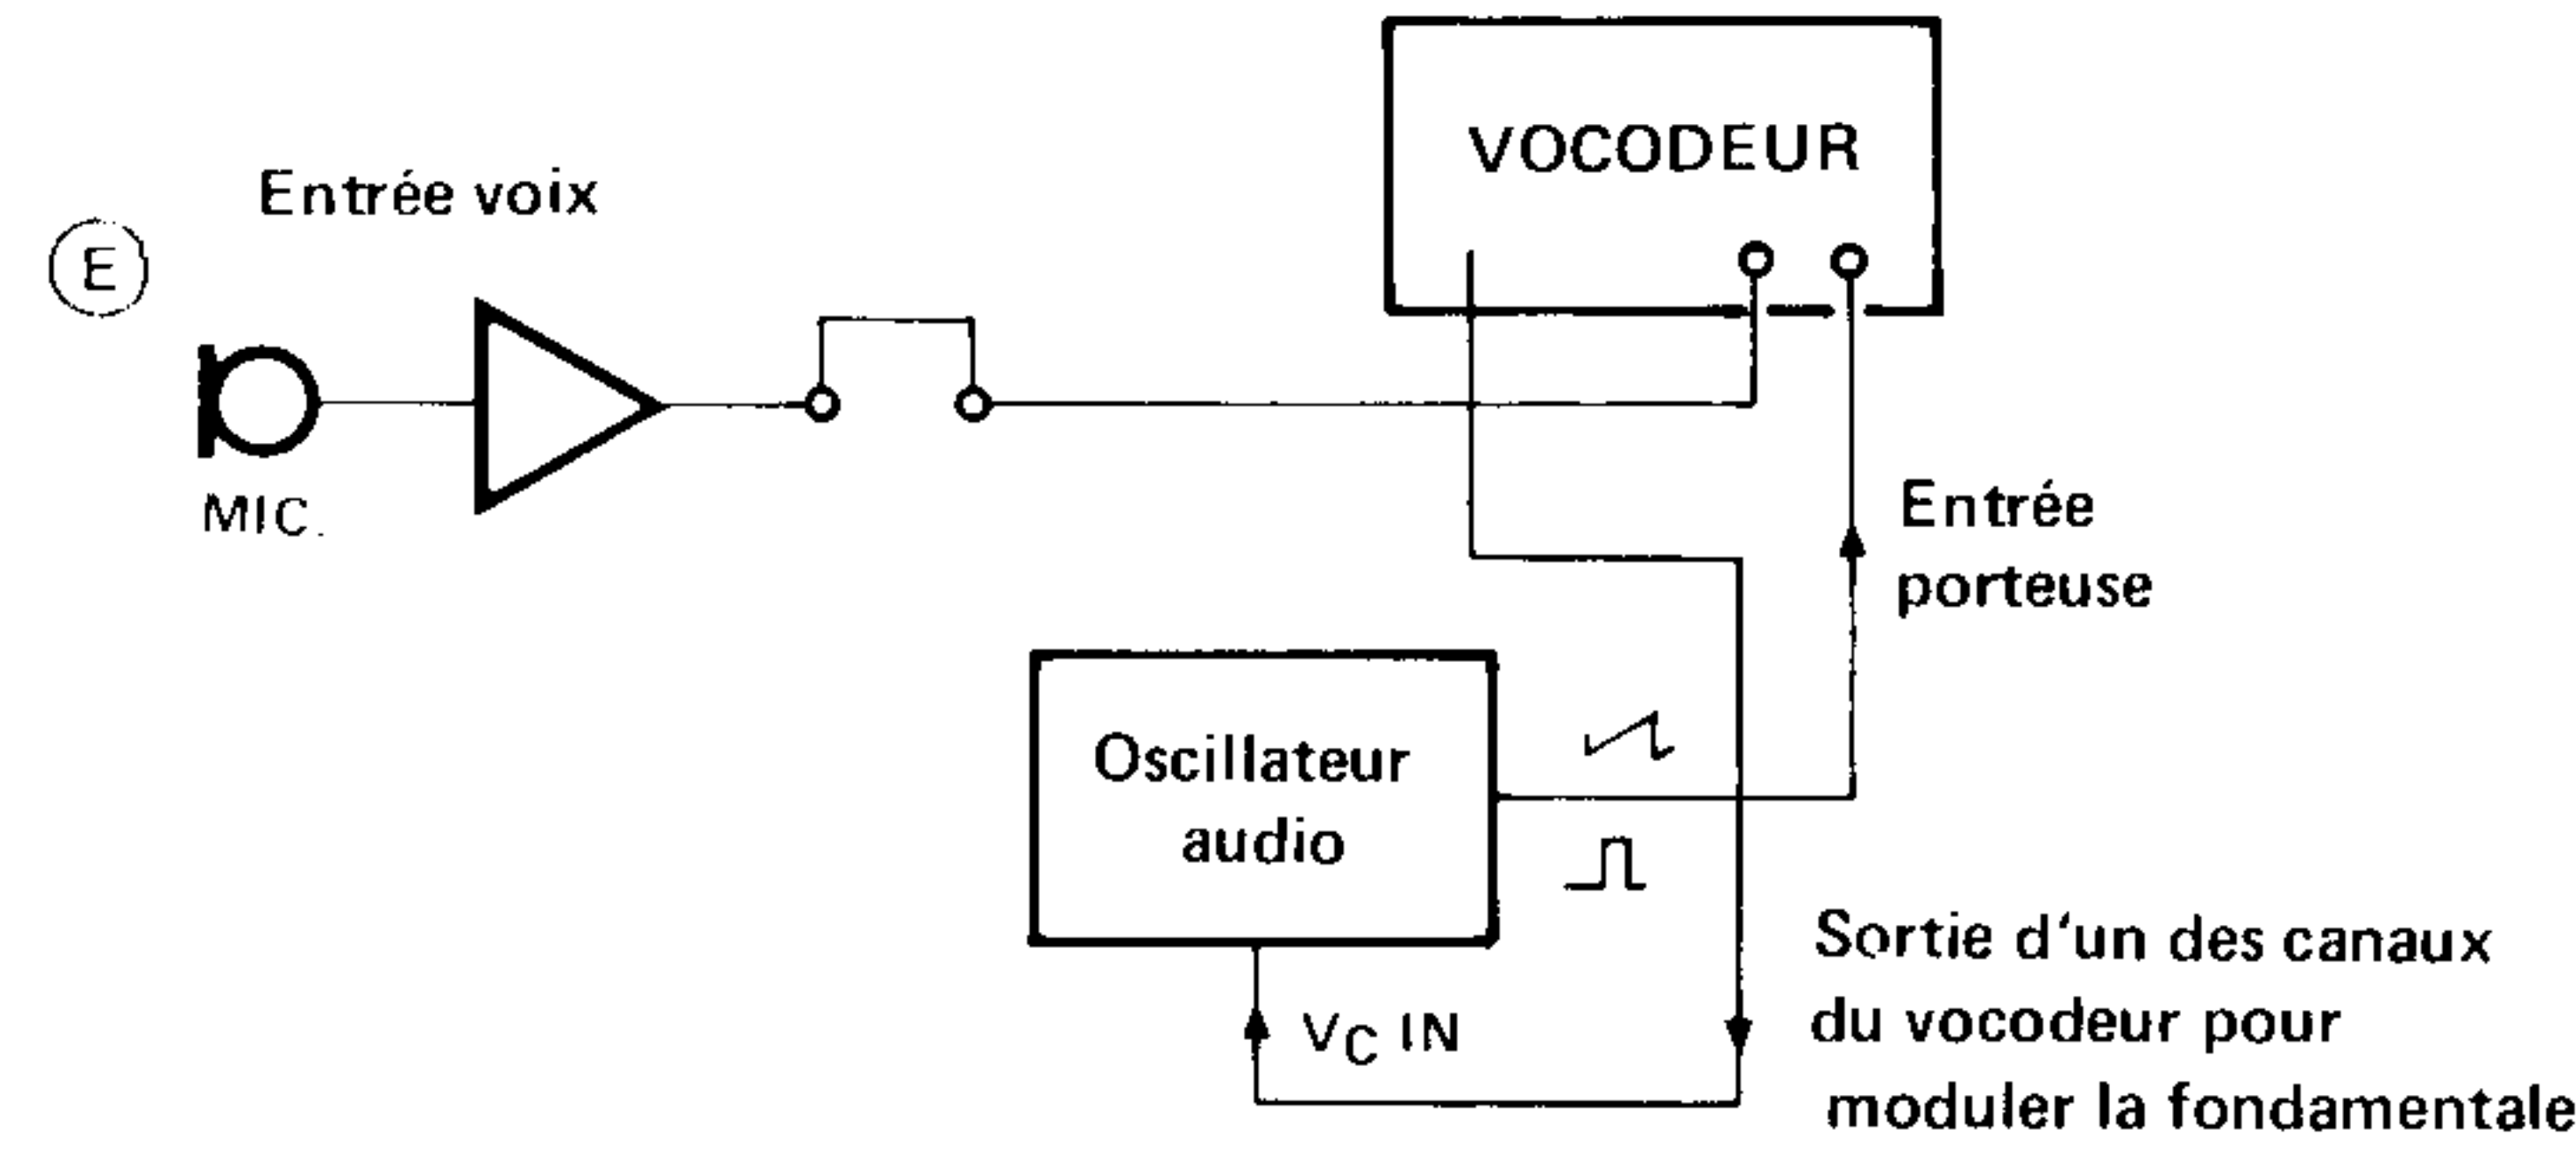 VOCODEUR
Entrée voix
E
MIC.
Entrée
porteuse
Oscillateur
audio
Sortie d'un des canaux
du vocodeur pour
moduler la fondamentale
VC IN